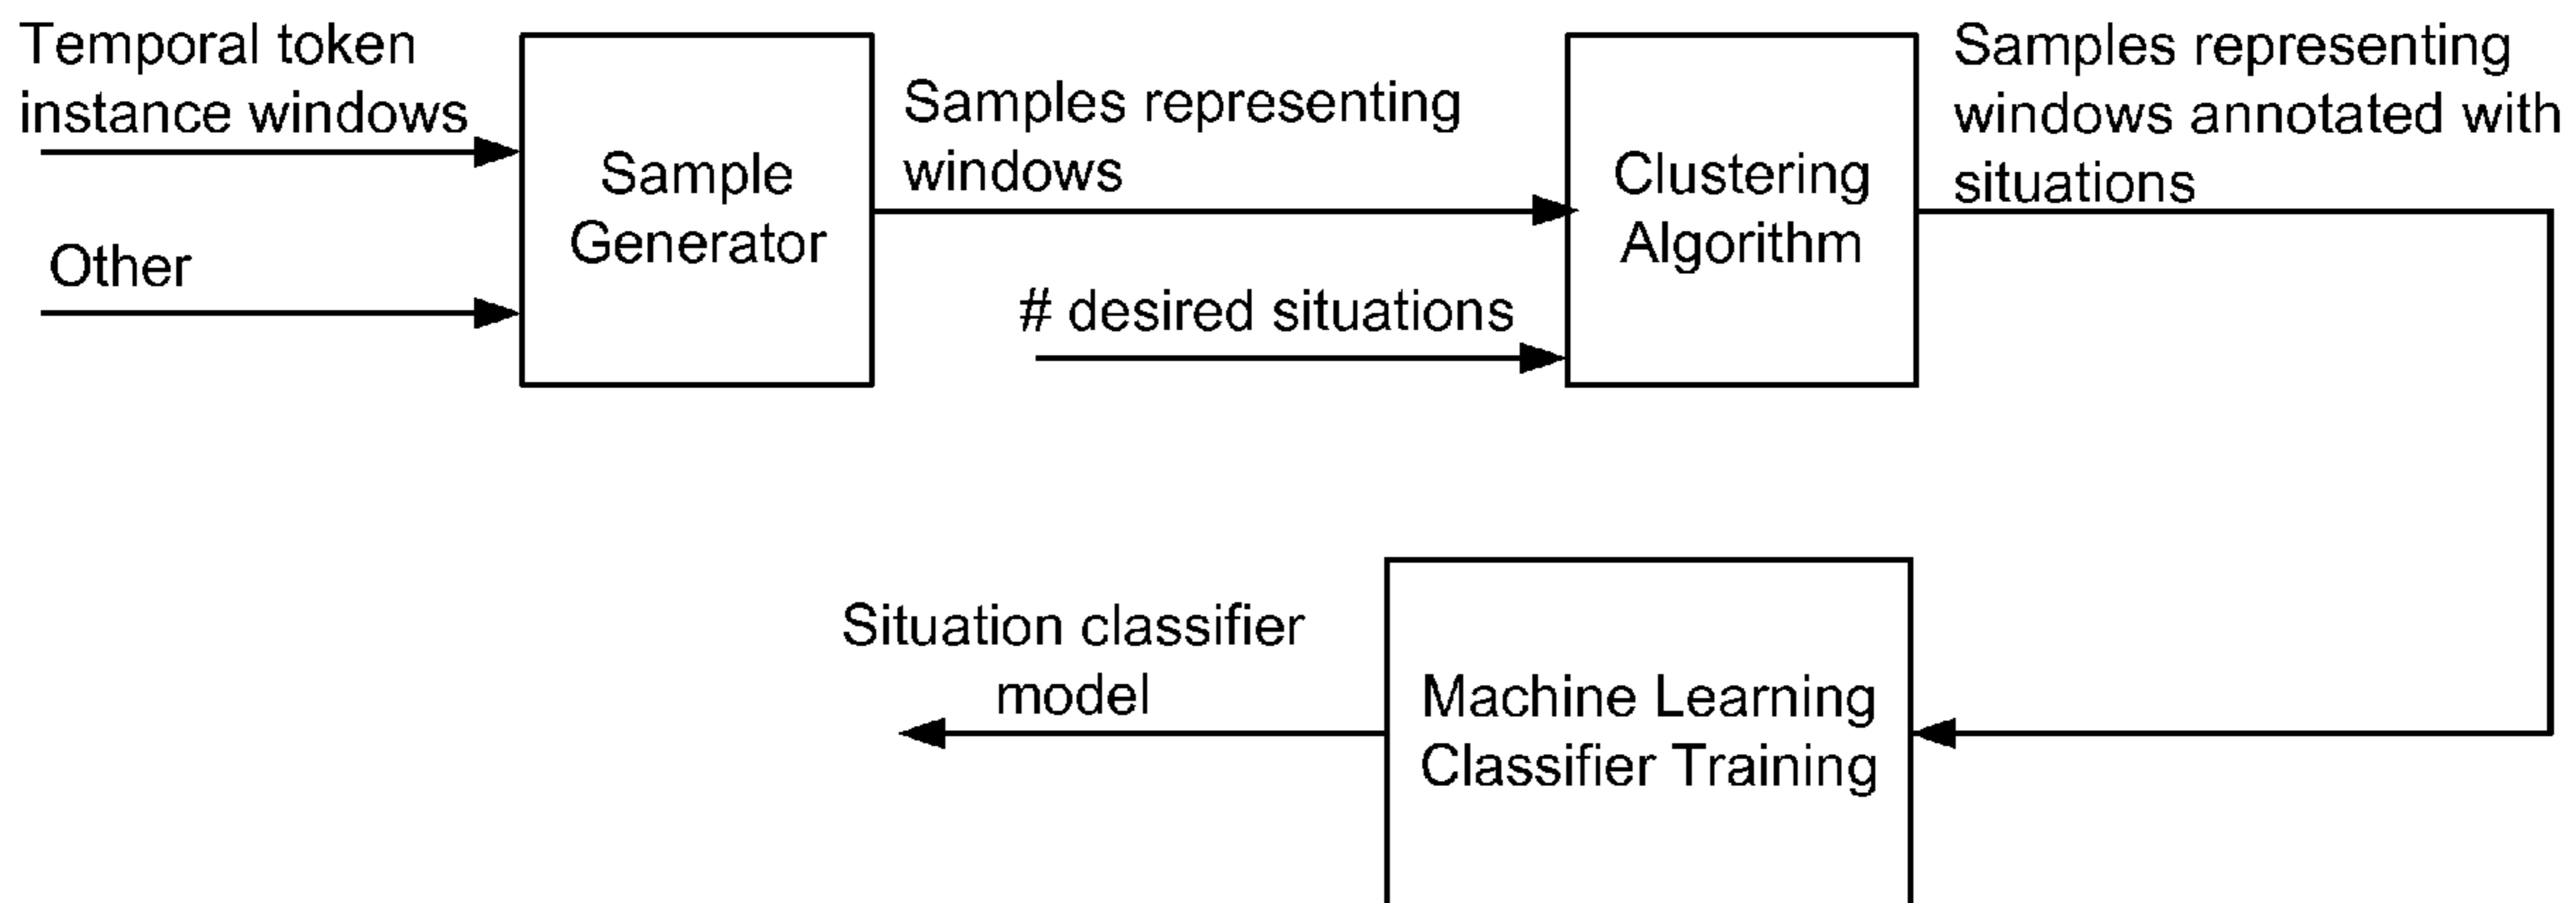 Temporal token
instance windows
Other
Sample
Generator
Samples representing
windows
# desired situations
Clustering
Algorithm
Samples representing
windows annotated with
situations
Situation classifier
model
Machine Learning
Classifier Training